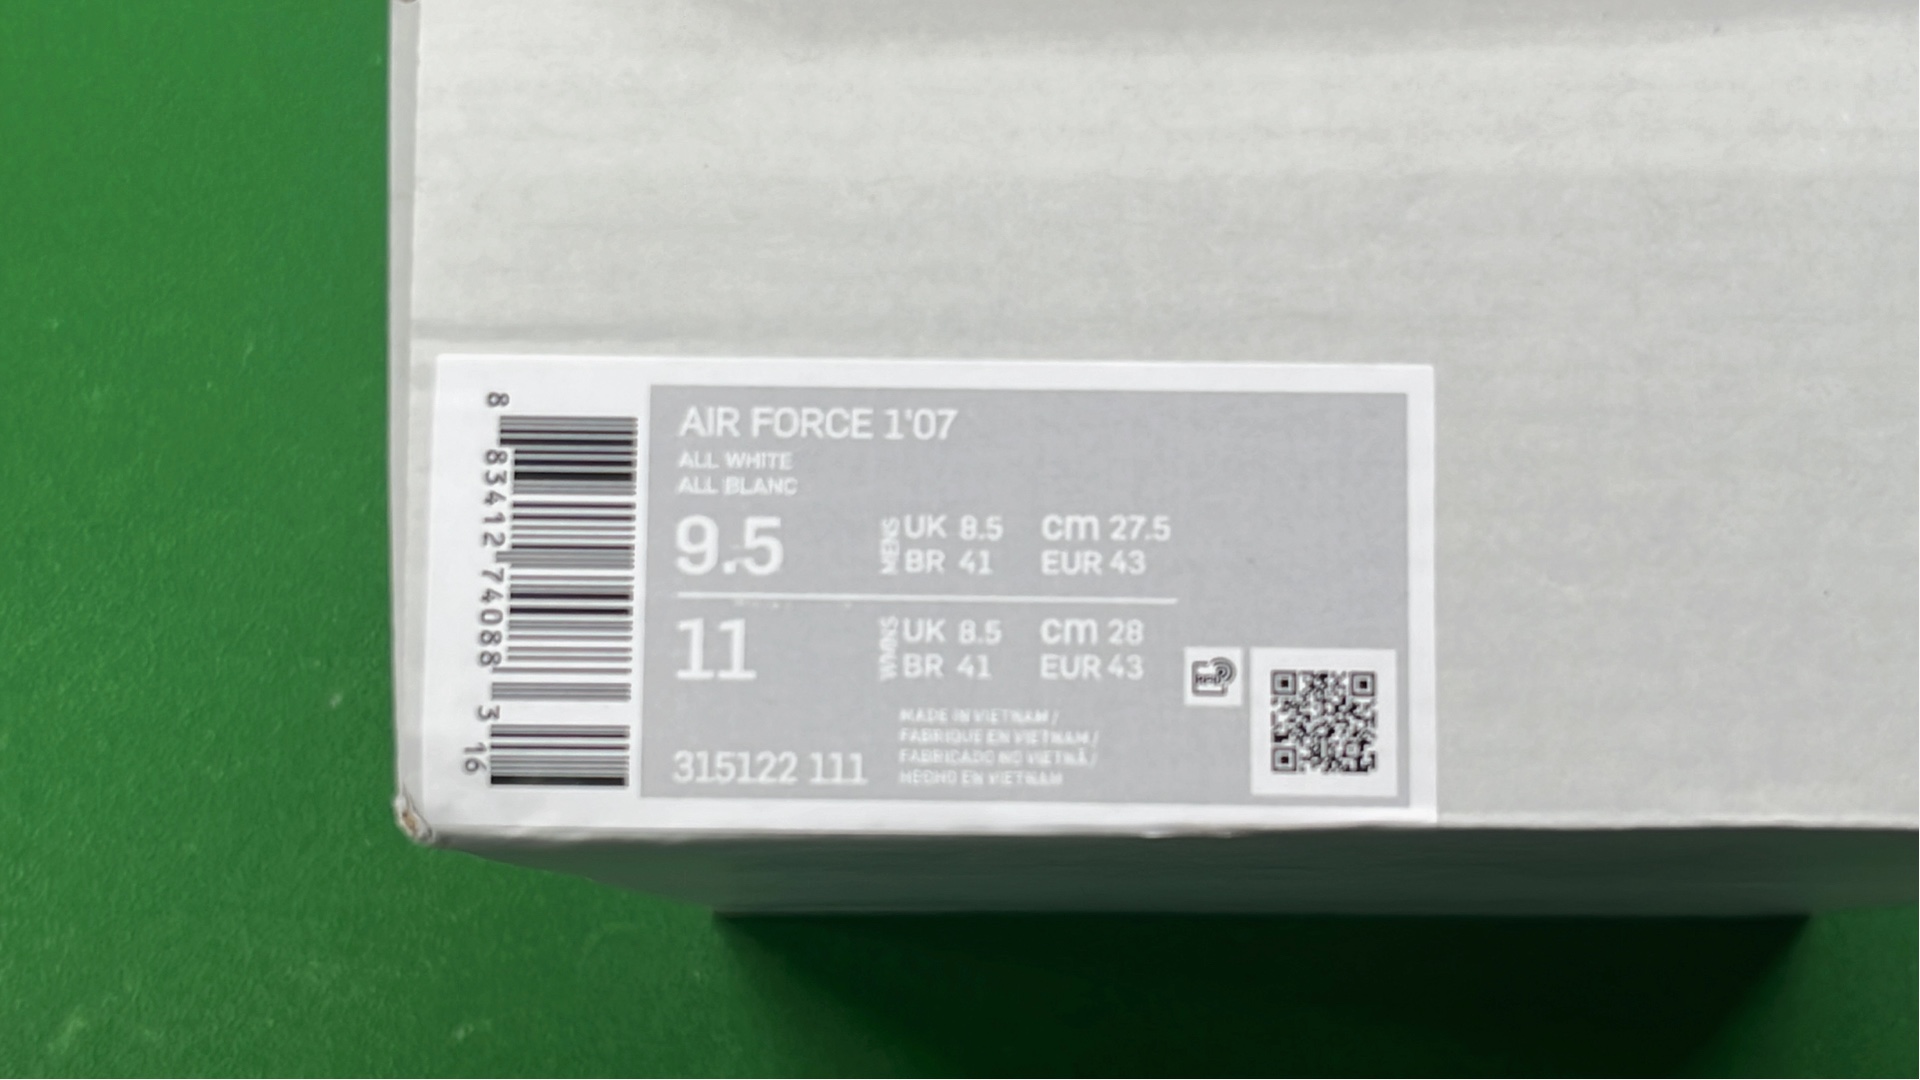 AIR FORCE 1'07
ALL WHITE
ALL BLANC
9.5 MENS UK 8.5 cm 27.5
BR 41 EUR 43
11 WMNS UK 8.5 cm 28
BR 41 EUR 43
315122 111
MADE IN VIETNAM /
FABRIQUE EN VIETNAM /
FABRICADO NO VIETNÃ /
HECHO EN VIETNAM
8 83412 74088 3 16